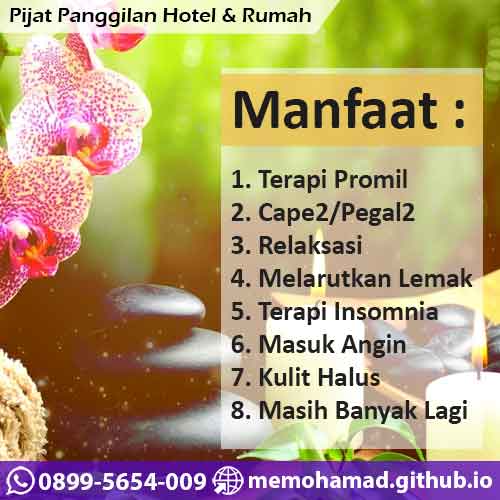 Pijat Panggilan Hotel & Rumah
Manfaat :
1. Terapi Promil
2. Cape2/Pegal2
3. Relaksasi
4. Melarutkan Lemak
5. Terapi Insomnia
6. Masuk Angin
7. Kulit Halus
8. Masih Banyak Lagi
0899-5654-009 memohamad.github.io